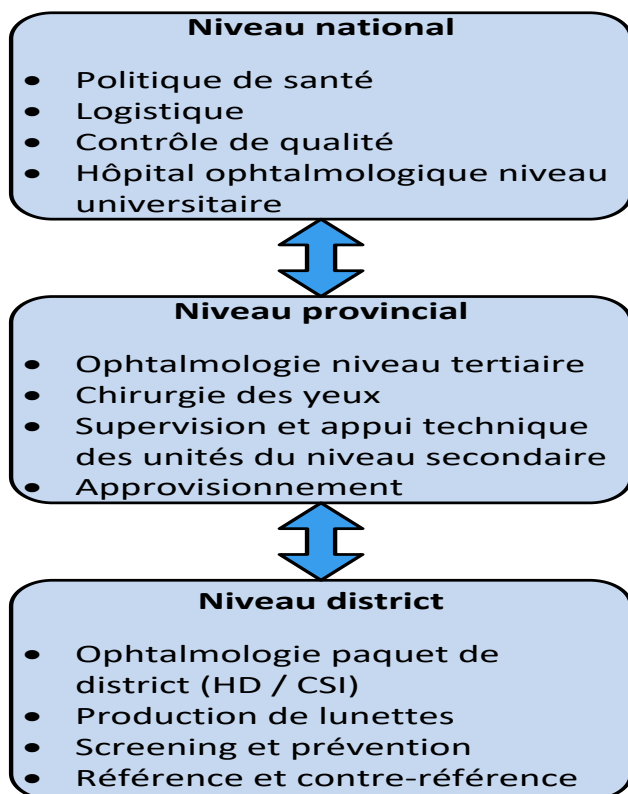 Niveau national
• Politique de santé
• Logistique
• Contrôle de qualité
• Hôpital ophtalmologique niveau
universitaire
Niveau provincial
• Ophtalmologie niveau tertiaire
• Chirurgie des yeux
• Supervision et appui technique
des unités du niveau secondaire
• Approvisionnement
Niveau district
• Ophtalmologie paquet de
district (HD / CSI)
• Production de lunettes
• Screening et prévention
• Référence et contre-référence